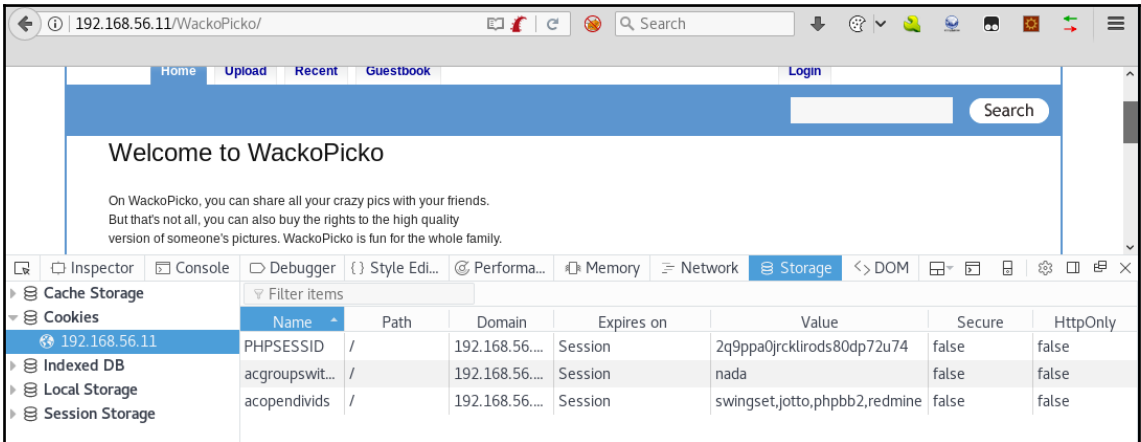 192.168.56.11/WackoPicko/ Search
Home Upload Recent Guestbook Login
Search
Welcome to WackoPicko
On WackoPicko, you can share all your crazy pics with your friends.
But that's not all, you can also buy the rights to the high quality
version of someone's pictures. WackoPicko is fun for the whole family.
Inspector Console Debugger {} Style Edi... Performa... Memory Network Storage DOM
Cache Storage Filter items
Cookies Name Path Domain Expires on Value Secure HttpOnly
192.168.56.11 PHPSESSID / 192.168.56.... Session 2q9ppa0jrcklirods80dp72u74 false false
Indexed DB acgroupswit... / 192.168.56.... Session nada false false
Local Storage acopendivids / 192.168.56.... Session swingset,jotto,phpbb2,redmine false false
Session Storage